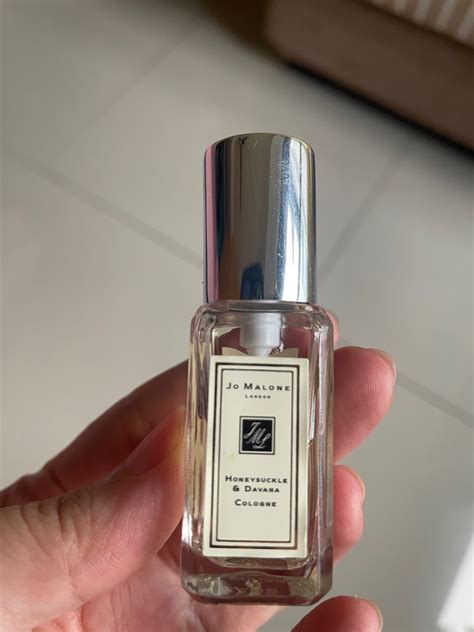 Jo Malone
London
JML
Honeysuckle
& Davana
Cologne